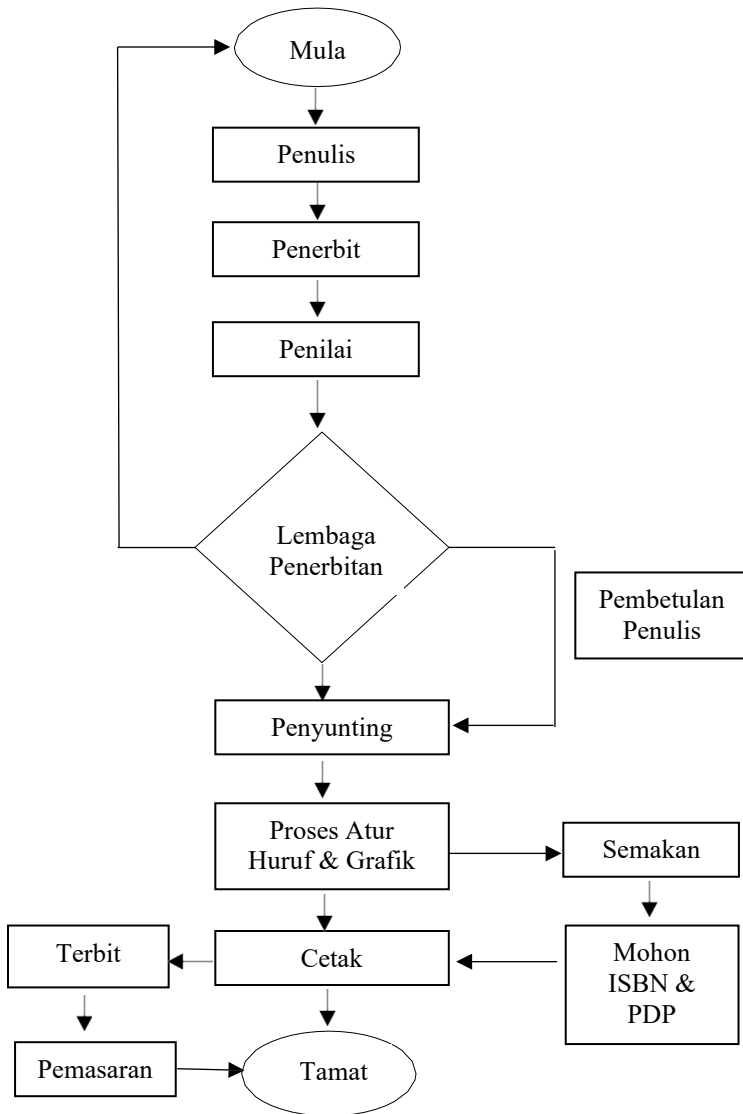 Mula
Penulis
Penerbit
Penilai
Lembaga
Penerbitan
Pembetulan
Penulis
Penyunting
Proses Atur
Huruf & Grafik
Semakan
Terbit
Cetak
Mohon
ISBN &
PDP
Pemasaran
Tamat